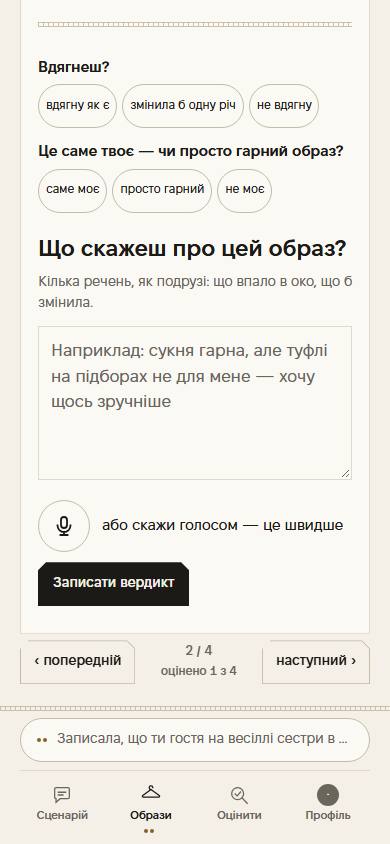 Вдягнеш?
вдягну як є
змінила б одну річ
не вдягну
Це саме твоє — чи просто гарний образ?
саме моє
просто гарний
не моє
Що скажеш про цей образ?
Кілька речень, як подрузі: що впало в око, що б
змінила.
Наприклад: сукня гарна, але туфлі
на підборах не для мене — хочу
щось зручніше
або скажи голосом — це швидше
Записати вердикт
‹ попередній
2 / 4
оцінено 1 з 4
наступний ›
Записала, що ти гостя на весіллі сестри в ...
Сценарій
Образи
Оцінити
Профіль